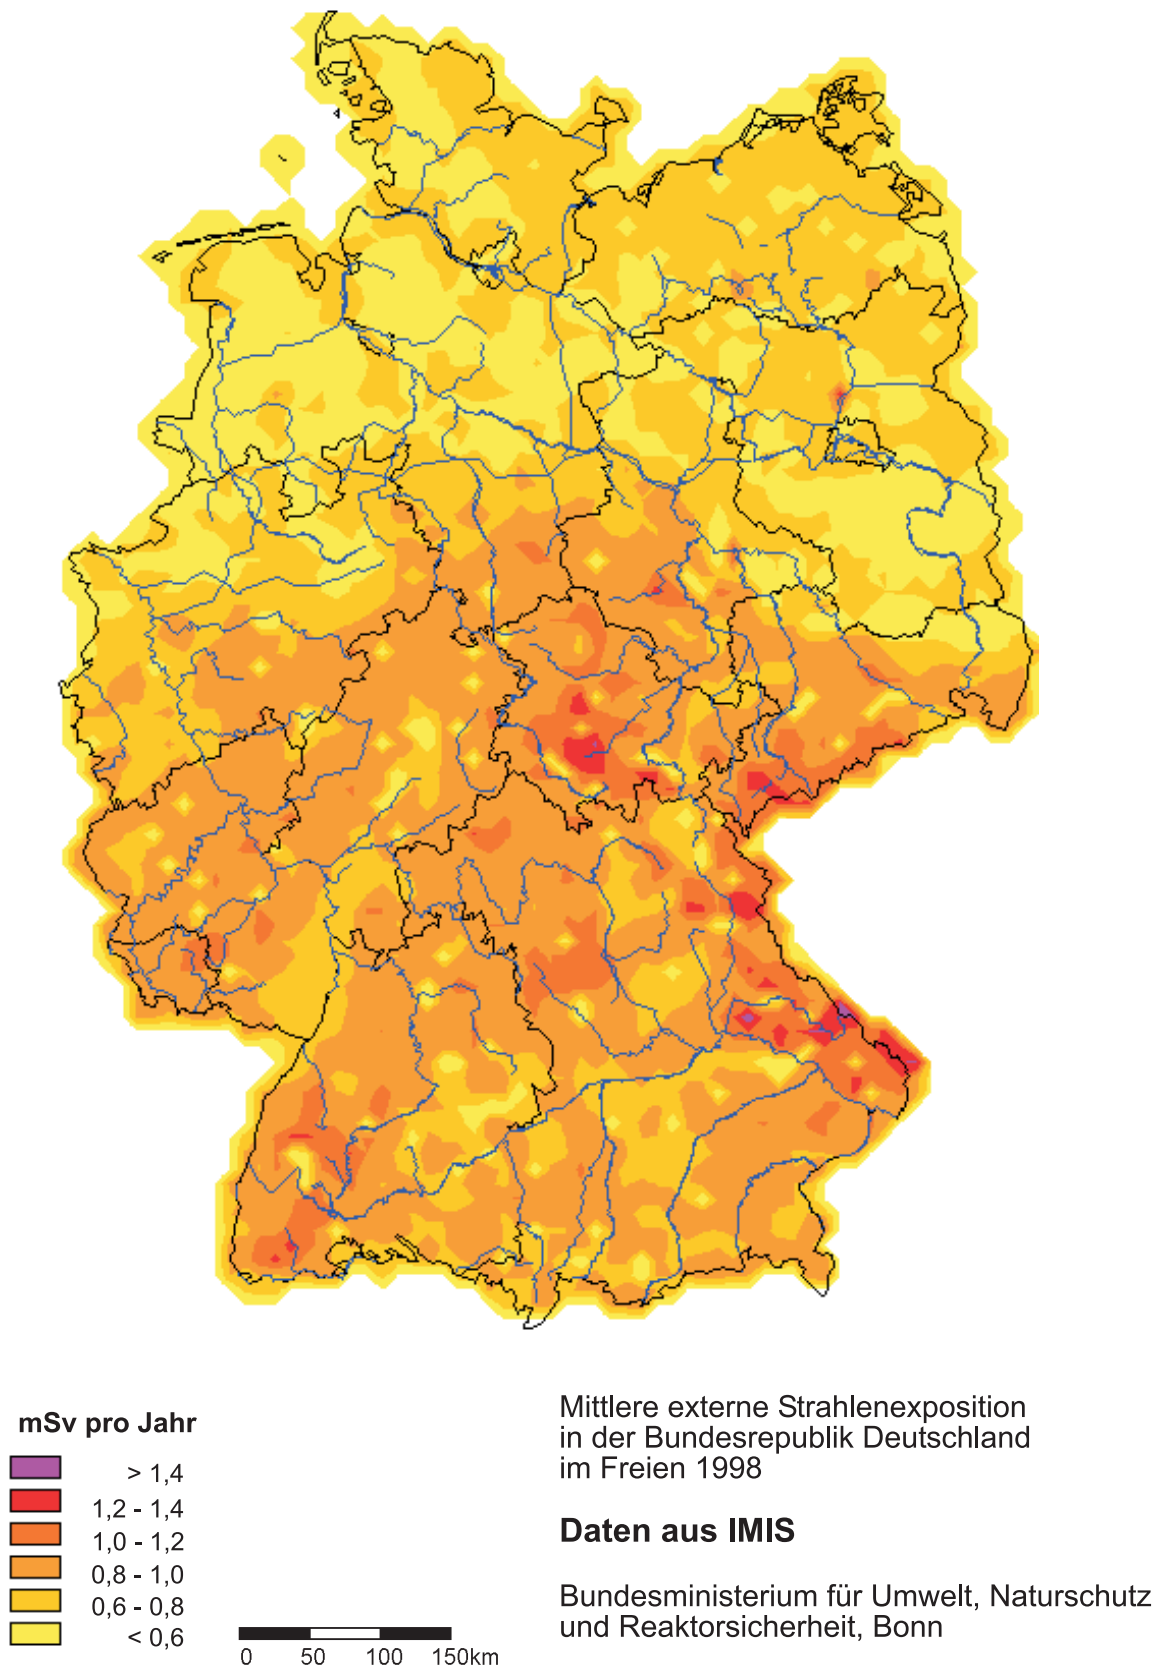 mSv pro Jahr
> 1,4
1,2 - 1,4
1,0 - 1,2
0,8 - 1,0
0,6 - 0,8
< 0,6
0 50 100 150km
Mittlere externe Strahlenexposition
in der Bundesrepublik Deutschland
im Freien 1998
Daten aus IMIS
Bundesministerium für Umwelt, Naturschutz
und Reaktorsicherheit, Bonn